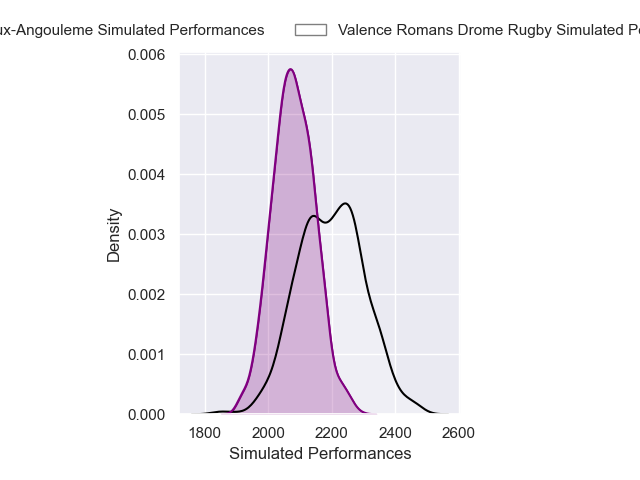 ux-Angouleme Simulated Performances
Valence Romans Drome Rugby Simulated Pe
0.006
0.005
0.004
0.003
0.002
0.001
0.000
Density
1800 2000 2200 2400 2600
Simulated Performances